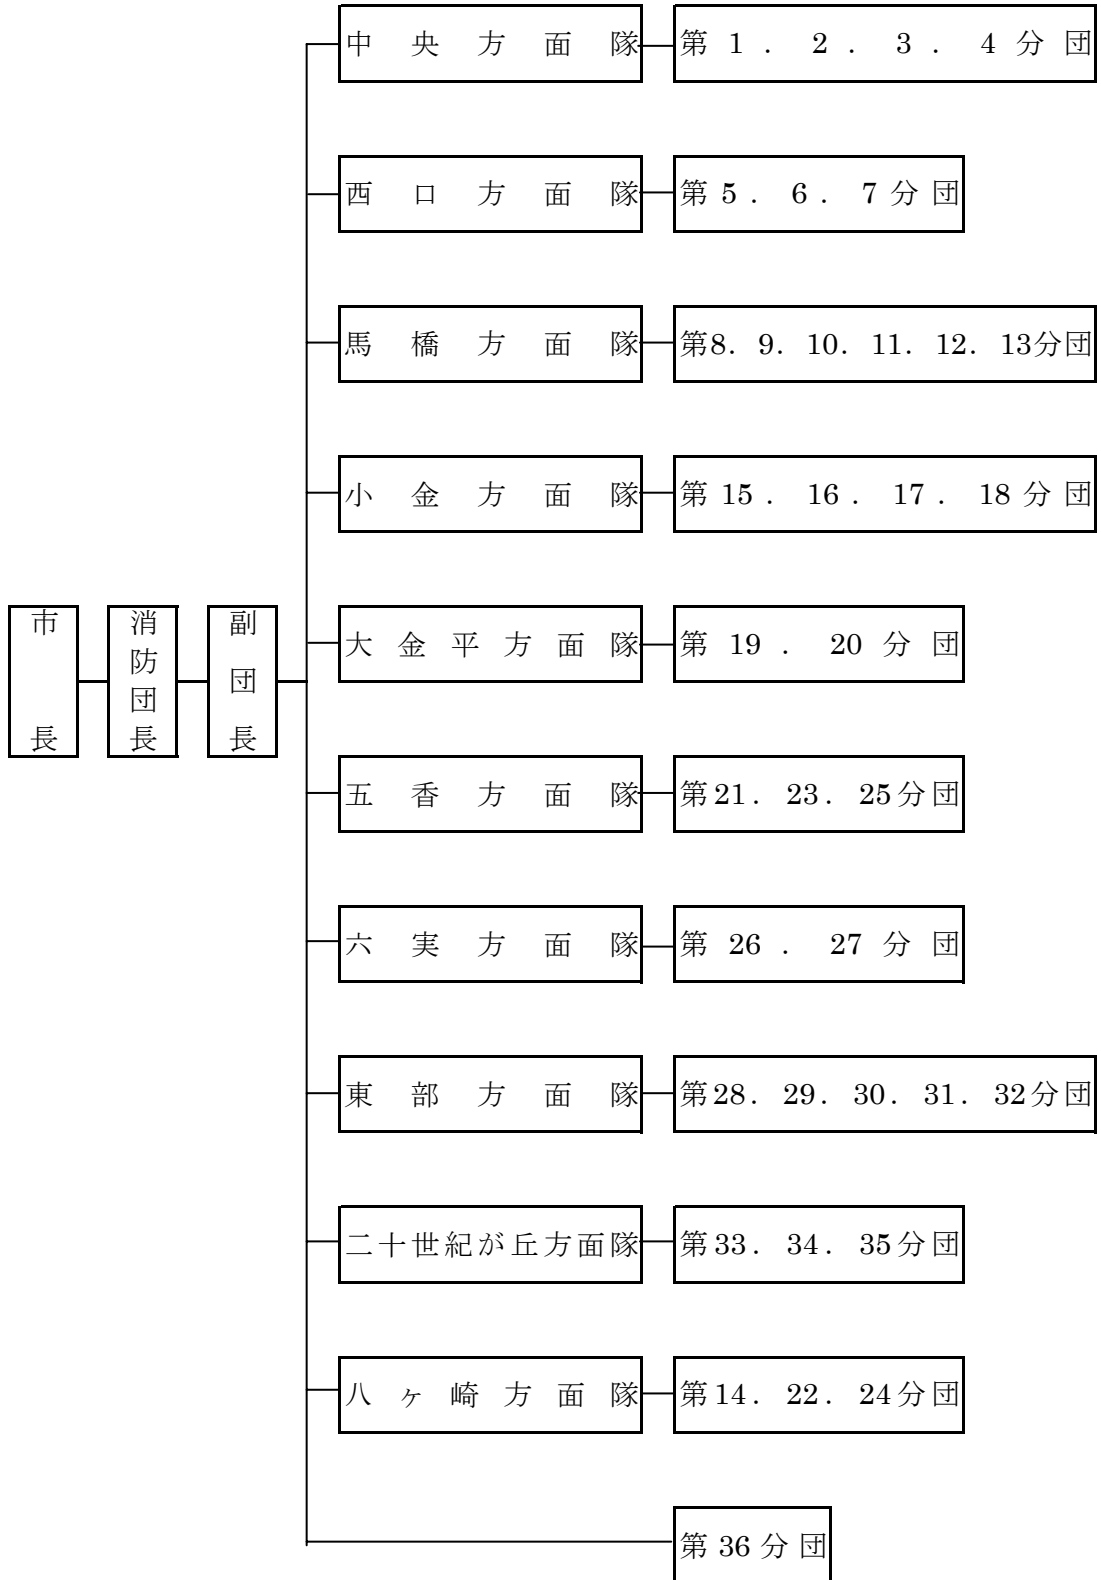 市長
消防団長
副団長
中央方面隊
第1．2．3．4分団
西口方面隊
第5．6．7分団
馬橋方面隊
第8．9．10．11．12．13分団
小金方面隊
第15．16．17．18分団
大金平方面隊
第19．20分団
五香方面隊
第21．23．25分団
六実方面隊
第26．27分団
東部方面隊
第28．29．30．31．32分団
二十世紀が丘方面隊
第33．34．35分団
八ヶ崎方面隊
第14．22．24分団
第36分団